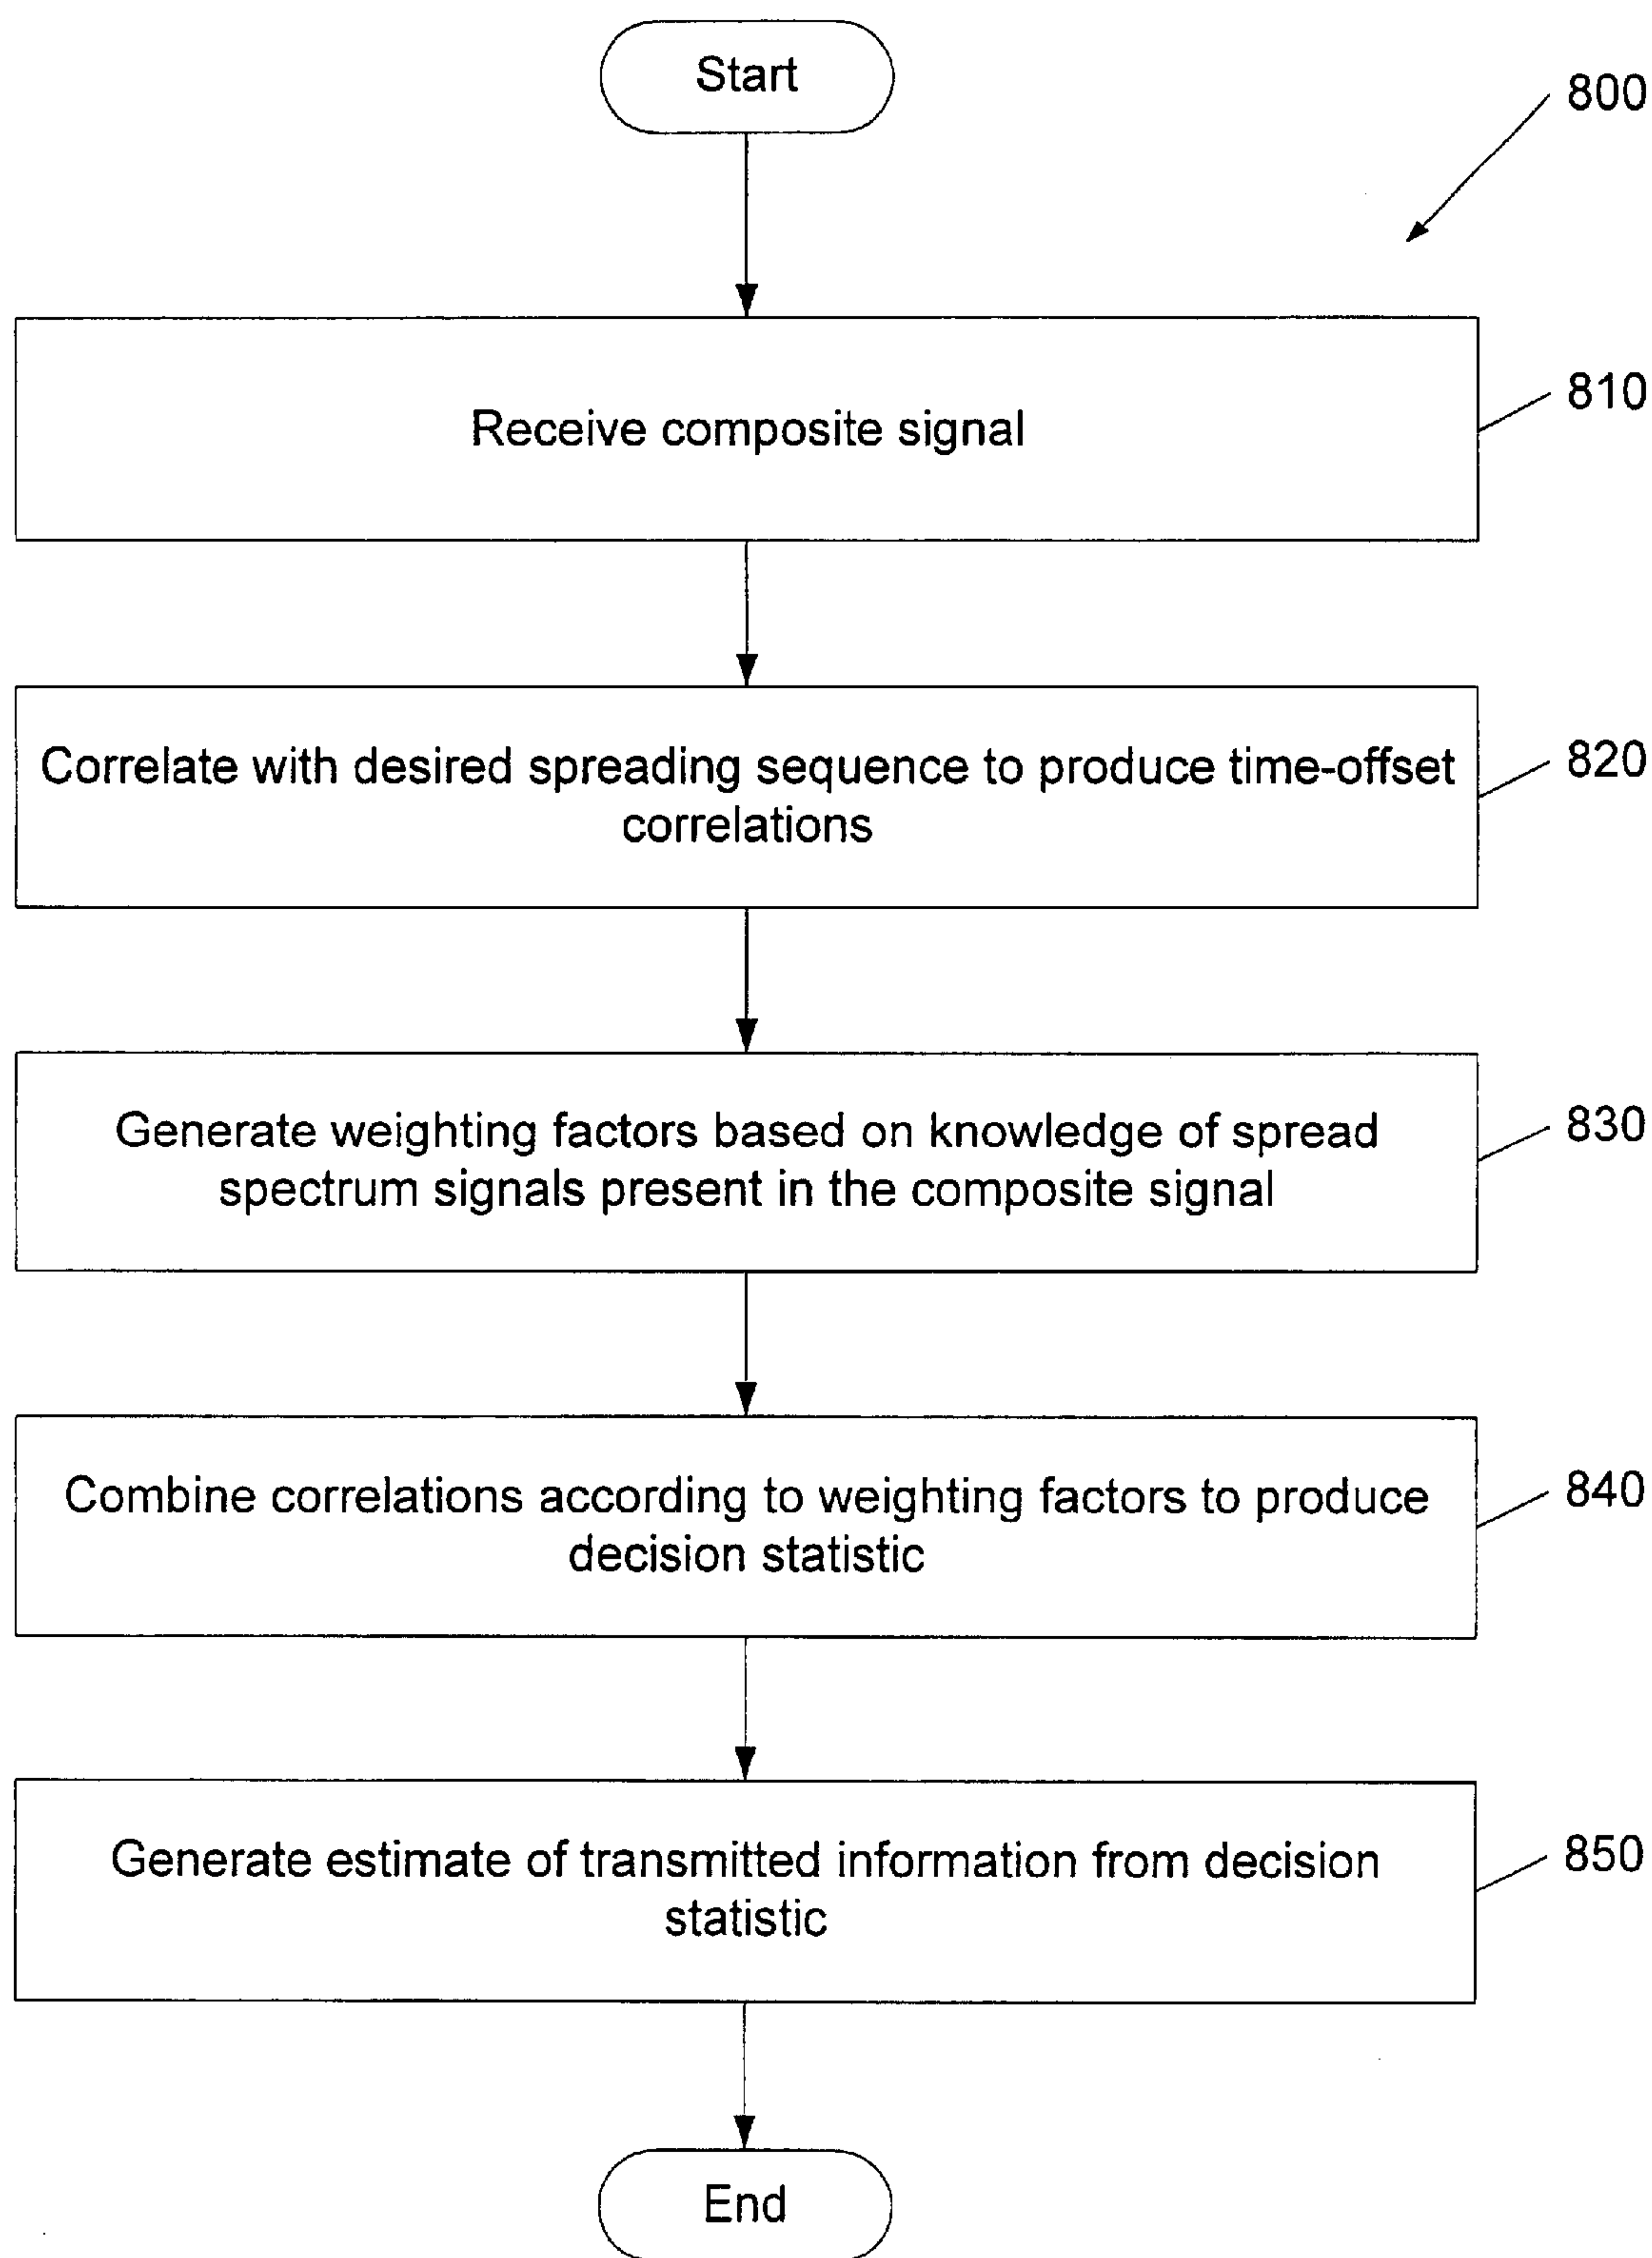 Start
800
Receive composite signal
810
Correlate with desired spreading sequence to produce time-offset
correlations
820
Generate weighting factors based on knowledge of spread
spectrum signals present in the composite signal
830
Combine correlations according to weighting factors to produce
decision statistic
840
Generate estimate of transmitted information from decision
statistic
850
End